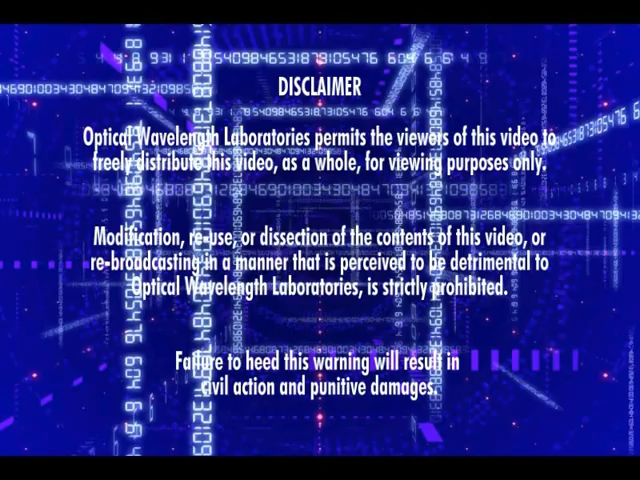 DISCLAIMER
Optical Wavelength Laboratories permits the viewers of this video to
freely distribute this video, as a whole, for viewing purposes only.
Modification, re-use, or dissection of the contents of this video, or
re-broadcasting in a manner that is perceived to be detrimental to
Optical Wavelength Laboratories, is strictly prohibited.
Failure to heed this warning will result in
civil action and punitive damages.